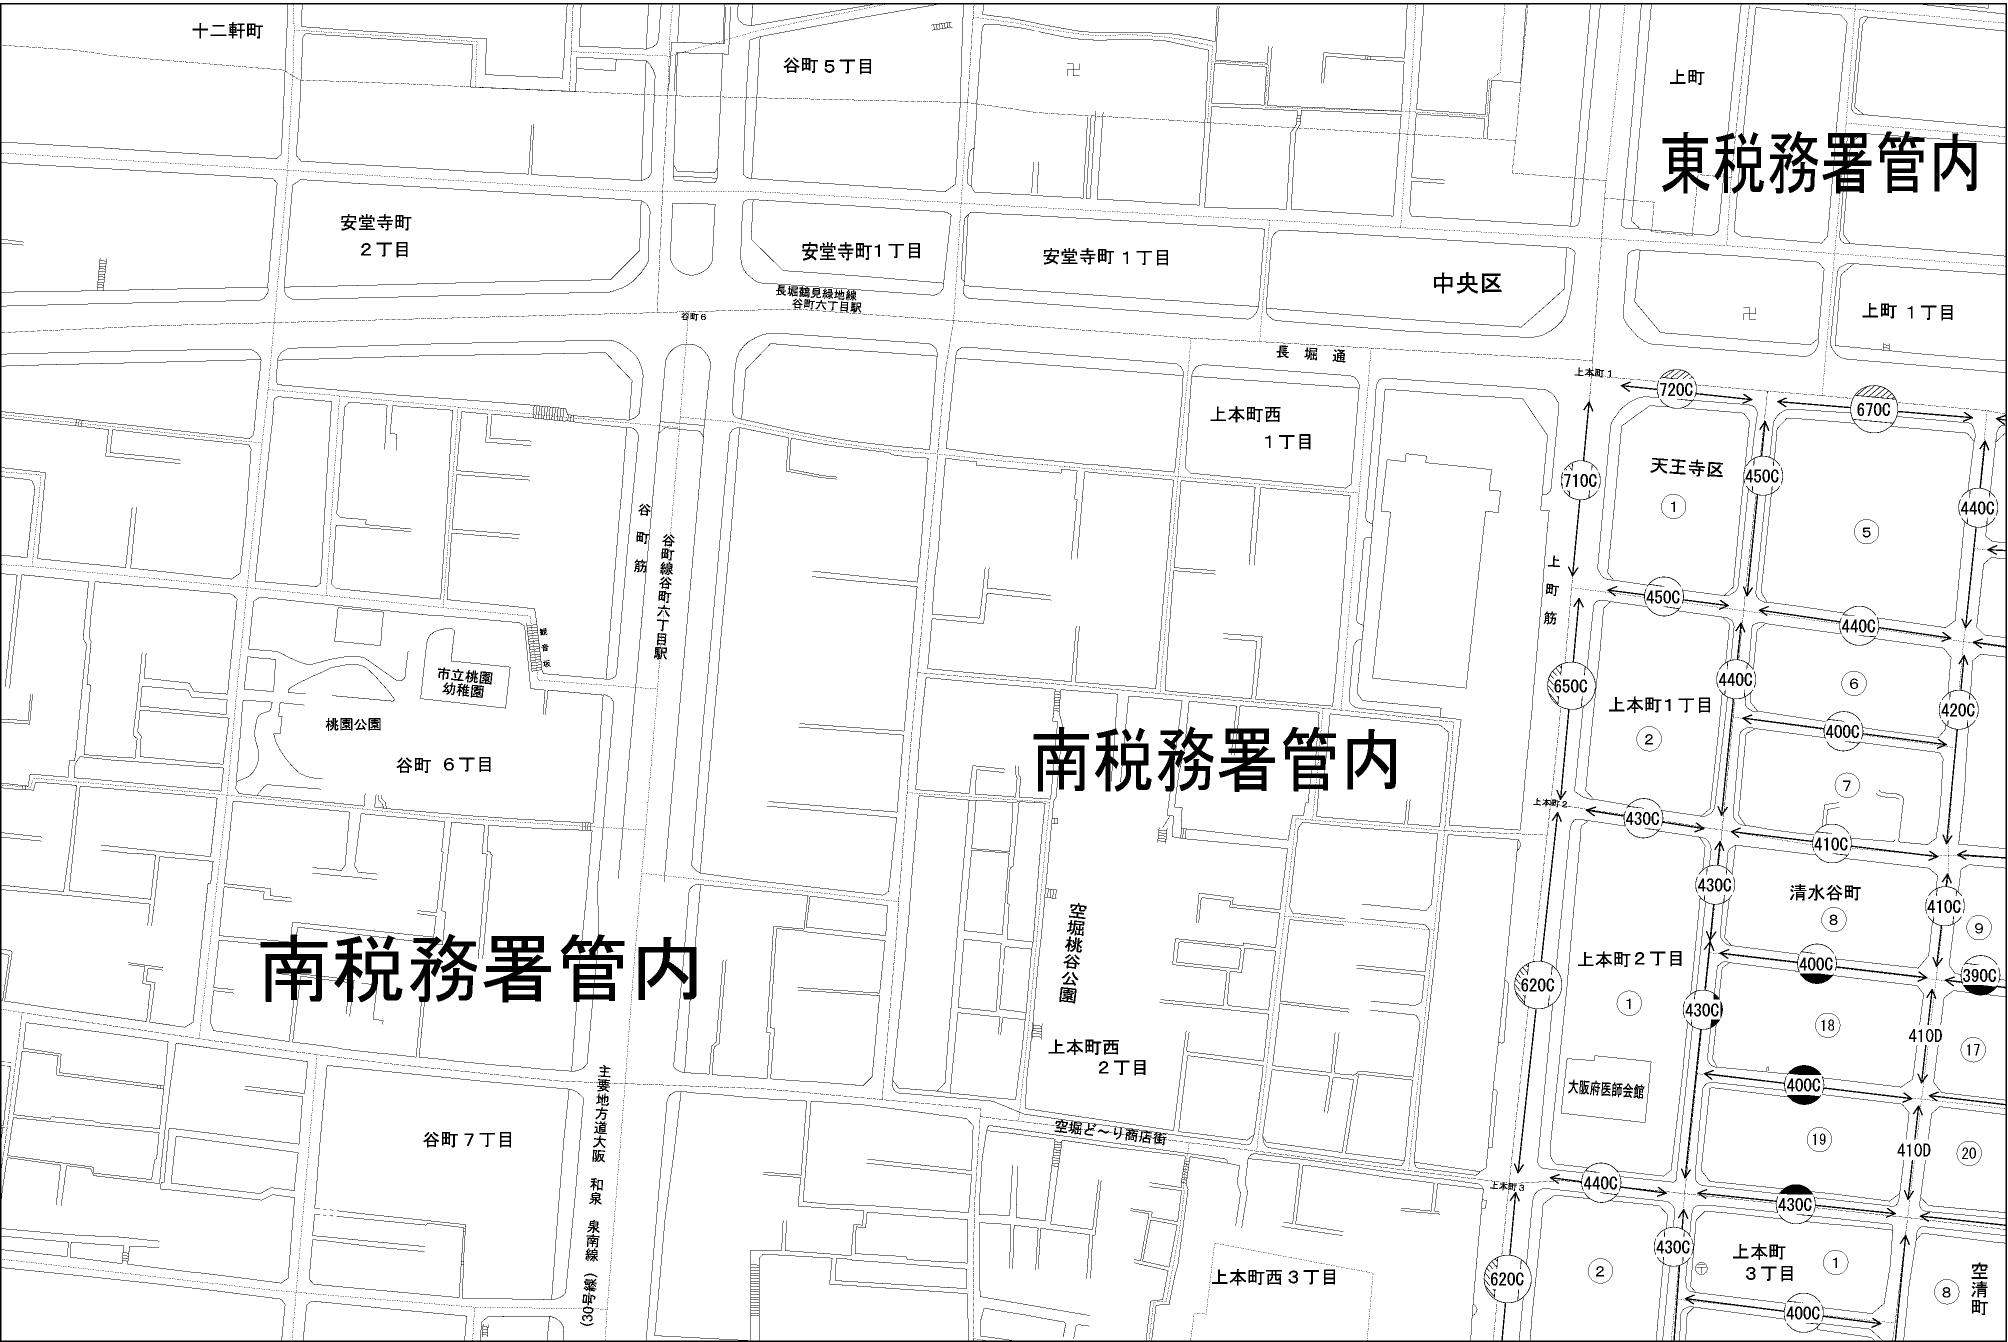 十二軒町
谷町５丁目
上町
東税務署管内
安堂寺町
２丁目
安堂寺町1丁目
安堂寺町 1丁目
中央区
上町 1丁目
長堀鶴見緑地線
谷町六丁目駅
谷町６
長 堀 通
上本町1
720C
670C
上本町西
１丁目
天王寺区
710C
450C
1
440C
5
谷町筋
谷町線谷町六丁目駅
上町筋
450C
440C
観音坂
市立桃園
幼稚園
桃園公園
谷町 ６丁目
南税務署管内
650C
440C
上本町１丁目
2
6
420C
400C
7
上本町2
430C
410C
430C
清水谷町
8
410C
9
南税務署管内
空堀桃谷公園
上本町２丁目
620C
1
400C
390C
430C
18
410D
17
上本町西
２丁目
主要地方道大阪 和泉 泉南線 (30号線)
大阪府医師会館
400C
谷町７丁目
空堀ど～り商店街
19
410D
20
上本町3
440C
430C
430C
上本町西３丁目
620C
2
上本町
３丁目
1
8
空清町
400C